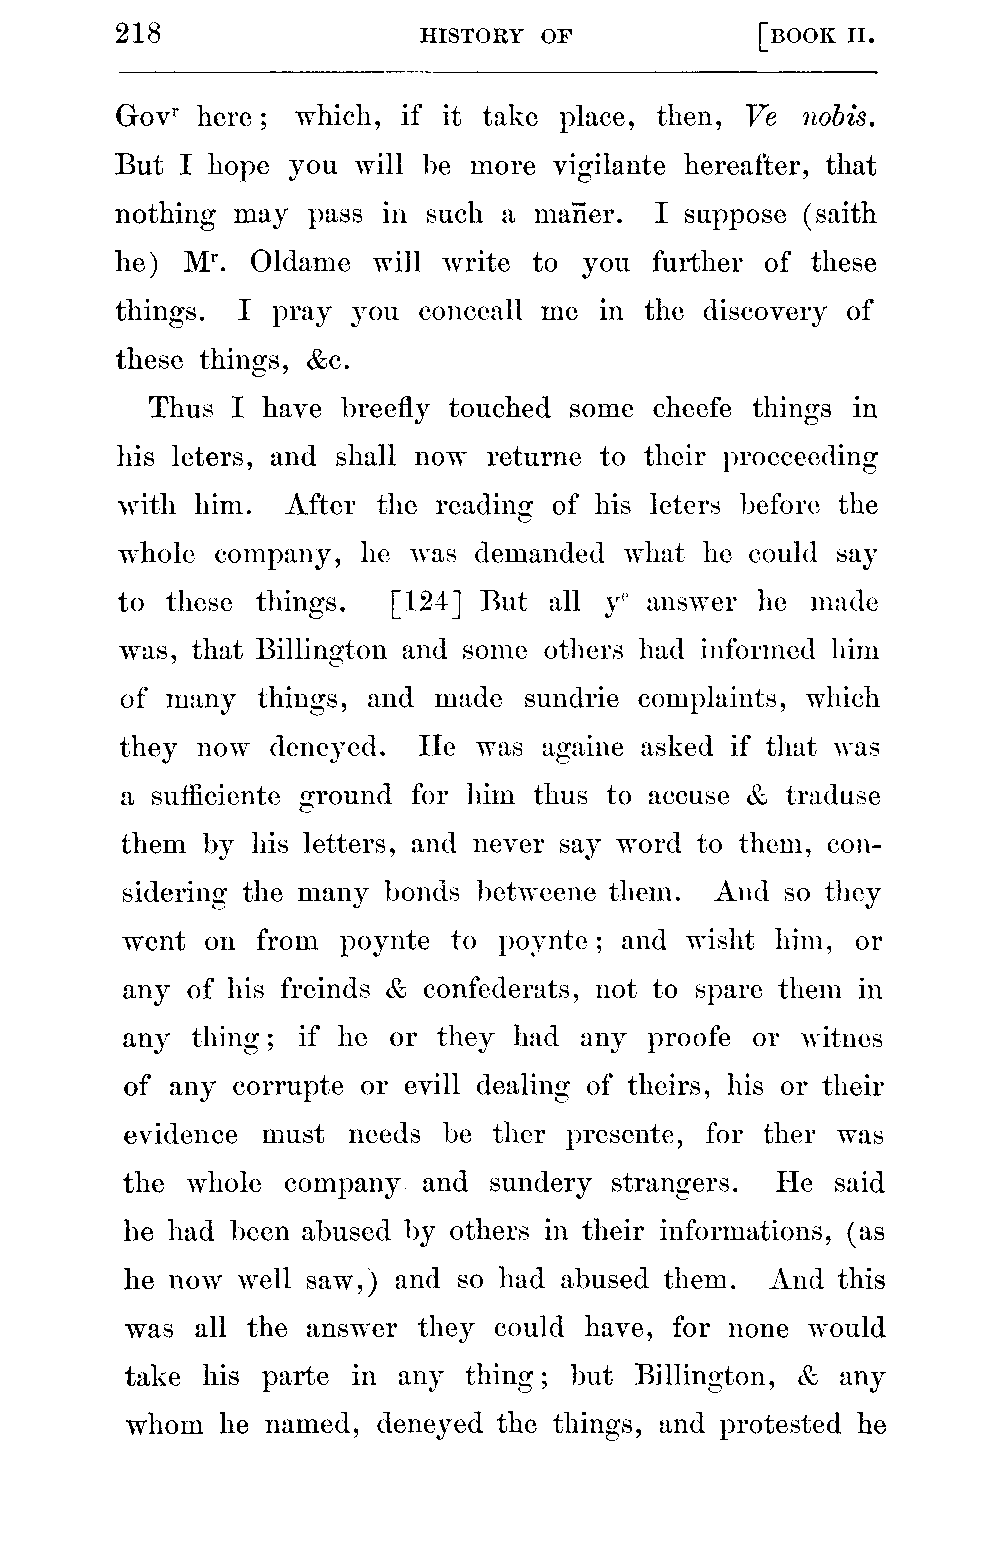 218 HISTORY OF [BOOK II.
Govʳ here; which, if it take place, then, Ve nobis.
But I hope you will be more vigilante hereafter, that
nothing may pass in such a mañer. I suppose (saith
he) Mʳ. Oldame will write to you further of these
things. I pray you conceall me in the discovery of
these things, &c.
Thus I have breefly touched some cheefe things in
his leters, and shall now returne to their procceeding
with him. After the reading of his leters before the
whole company, he was demanded what he could say
to these things. [124] But all yᵉ answer he made
was, that Billington and some others had informed him
of many things, and made sundrie complaints, which
they now deneyed. He was againe asked if that was
a sufficiente ground for him thus to accuse & traduse
them by his letters, and never say word to them, con-
sidering the many bonds betweene them. And so they
went on from poynte to poynte; and wisht him, or
any of his freinds & confederats, not to spare them in
any thing; if he or they had any proofe or witnes
of any corrupte or evill dealing of theirs, his or their
evidence must needs be ther presente, for ther was
the whole company and sundery strangers. He said
he had been abused by others in their informations, (as
he now well saw,) and so had abused them. And this
was all the answer they could have, for none would
take his parte in any thing; but Billington, & any
whom he named, deneyed the things, and protested he